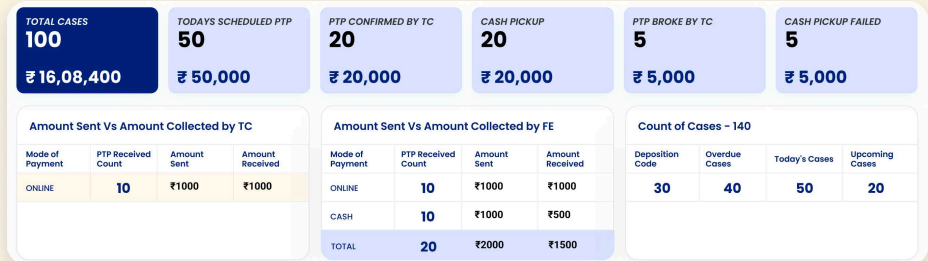 TOTAL CASES
100
₹ 16,08,400
TODAYS SCHEDULED PTP
50
₹ 50,000
PTP CONFIRMED BY TC
20
₹ 20,000
CASH PICKUP
20
₹ 20,000
PTP BROKE BY TC
5
₹ 5,000
CASH PICKUP FAILED
5
₹ 5,000
Amount Sent Vs Amount Collected by TC
Mode of Payment PTP Received Count Amount Sent Amount Received
ONLINE 10 ₹1000 ₹1000
Amount Sent Vs Amount Collected by FE
Mode of Payment PTP Received Count Amount Sent Amount Received
ONLINE 10 ₹1000 ₹1000
CASH 10 ₹1000 ₹500
TOTAL 20 ₹2000 ₹1500
Count of Cases - 140
Deposition Code Overdue Cases Today's Cases Upcoming Cases
30 40 50 20